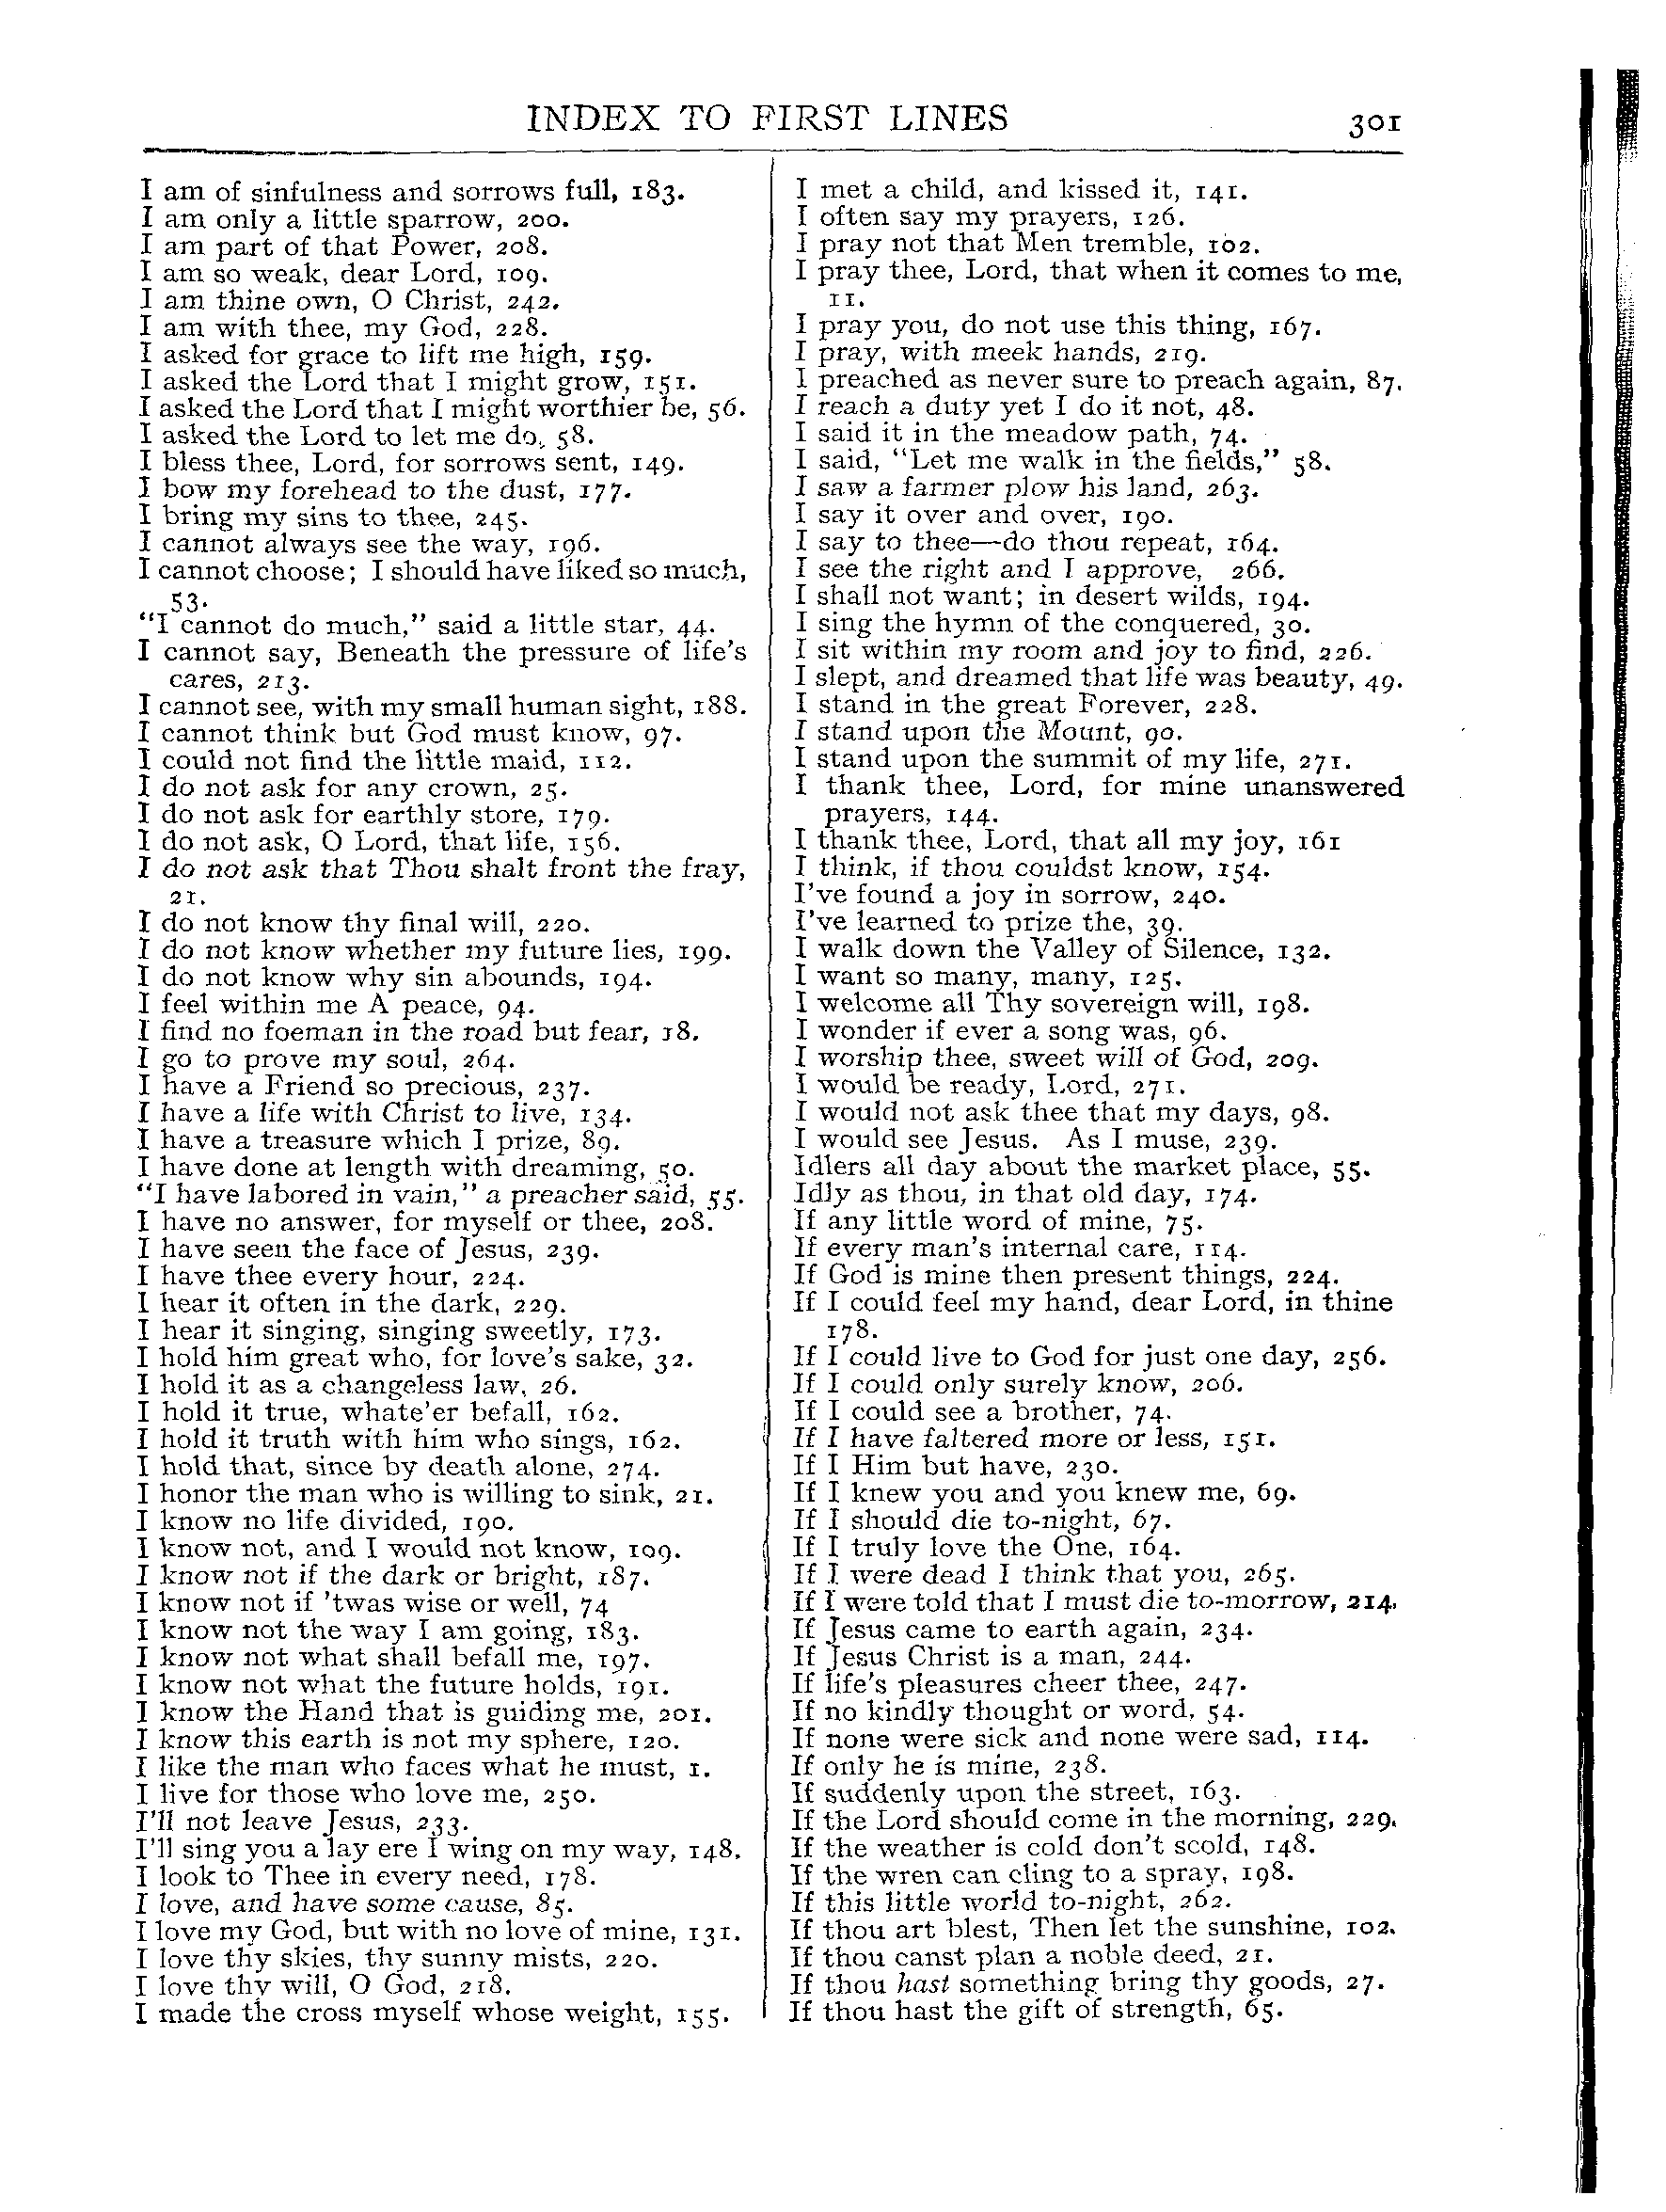 INDEX TO FIRST LINES 301
I am of sinfulness and sorrows full, 183.
I am only a little sparrow, 200.
I am part of that Power, 208.
I am so weak, dear Lord, 109.
I am thine own, O Christ, 242.
I am with thee, my God, 228.
I asked for grace to lift me high, 159.
I asked the Lord that I might grow, 151.
I asked the Lord that I might worthier be, 56.
I asked the Lord to let me do, 58.
I bless thee, Lord, for sorrows sent, 149.
I bow my forehead to the dust, 177.
I bring my sins to thee, 245.
I cannot always see the way, 196.
I cannot choose; I should have liked so much,
53.
"I cannot do much," said a little star, 44.
I cannot say, Beneath the pressure of life's
cares, 213.
I cannot see, with my small human sight, 188.
I cannot think but God must know, 97.
I could not find the little maid, 112.
I do not ask for any crown, 25.
I do not ask for earthly store, 179.
I do not ask, O Lord, that life, 156.
I do not ask that Thou shalt front the fray,
21.
I do not know thy final will, 220.
I do not know whether my future lies, 199.
I do not know why sin abounds, 194.
I feel within me A peace, 94.
I find no foeman in the road but fear, 18.
I go to prove my soul, 264.
I have a Friend so precious, 237.
I have a life with Christ to live, 134.
I have a treasure which I prize, 89.
I have done at length with dreaming, 50.
"I have labored in vain," a preacher said, 55.
I have no answer, for myself or thee, 208.
I have seen the face of Jesus, 239.
I have thee every hour, 224.
I hear it often in the dark, 229.
I hear it singing, singing sweetly, 173.
I hold him great who, for love's sake, 32.
I hold it as a changeless law, 26.
I hold it true, whate'er befall, 162.
I hold it truth with him who sings, 162.
I hold that, since by death alone, 274.
I honor the man who is willing to sink, 21.
I know no life divided, 190.
I know not, and I would not know, 109.
I know not if the dark or bright, 187.
I know not if 'twas wise or well, 74
I know not the way I am going, 183.
I know not what shall befall me, 197.
I know not what the future holds, 191.
I know the Hand that is guiding me, 201.
I know this earth is not my sphere, 120.
I like the man who faces what he must, 1.
I live for those who love me, 250.
I'll not leave Jesus, 233.
I'll sing you a lay ere I wing on my way, 148.
I look to Thee in every need, 178.
I love, and have some cause, 85.
I love my God, but with no love of mine, 131.
I love thy skies, thy sunny mists, 220.
I love thy will, O God, 218.
I made the cross myself whose weight, 155.
I met a child, and kissed it, 141.
I often say my prayers, 126.
I pray not that Men tremble, 102.
I pray thee, Lord, that when it comes to me,
11.
I pray you, do not use this thing, 167.
I pray, with meek hands, 219.
I preached as never sure to preach again, 87.
I reach a duty yet I do it not, 48.
I said it in the meadow path, 74.
I said, "Let me walk in the fields," 58.
I saw a farmer plow his land, 263.
I say it over and over, 190.
I say to thee—do thou repeat, 164.
I see the right and I approve, 266.
I shall not want; in desert wilds, 194.
I sing the hymn of the conquered, 30.
I sit within my room and joy to find, 226.
I slept, and dreamed that life was beauty, 49.
I stand in the great Forever, 228.
I stand upon the Mount, 90.
I stand upon the summit of my life, 271.
I thank thee, Lord, for mine unanswered
prayers, 144.
I thank thee, Lord, that all my joy, 161
I think, if thou couldst know, 154.
I've found a joy in sorrow, 240.
I've learned to prize the, 39.
I walk down the Valley of Silence, 132.
I want so many, many, 125.
I welcome all Thy sovereign will, 198.
I wonder if ever a song was, 96.
I worship thee, sweet will of God, 209.
I would be ready, Lord, 271.
I would not ask thee that my days, 98.
I would see Jesus. As I muse, 239.
Idlers all day about the market place, 55.
Idly as thou, in that old day, 174.
If any little word of mine, 75.
If every man's internal care, 114.
If God is mine then present things, 224.
If I could feel my hand, dear Lord, in thine
178.
If I could live to God for just one day, 256.
If I could only surely know, 206.
If I could see a brother, 74.
If I have faltered more or less, 151.
If I Him but have, 230.
If I knew you and you knew me, 69.
If I should die to-night, 67.
If I truly love the One, 164.
If I were dead I think that you, 265.
If I were told that I must die to-morrow, 214.
If Jesus came to earth again, 234.
If Jesus Christ is a man, 244.
If life's pleasures cheer thee, 247.
If no kindly thought or word, 54.
If none were sick and none were sad, 114.
If only he is mine, 238.
If suddenly upon the street, 163.
If the Lord should come in the morning, 229.
If the weather is cold don't scold, 148.
If the wren can cling to a spray, 198.
If this little world to-night, 262.
If thou art blest, Then let the sunshine, 102.
If thou canst plan a noble deed, 21.
If thou hast something bring thy goods, 27.
If thou hast the gift of strength, 65.